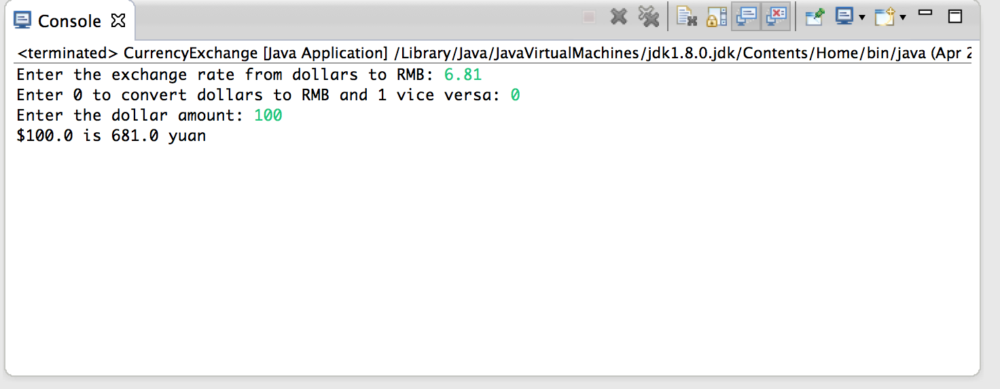 Console
<terminated> CurrencyExchange [Java Application] /Library/Java/JavaVirtualMachines/jdk1.8.0.jdk/Contents/Home/bin/java (Apr 2
Enter the exchange rate from dollars to RMB: 6.81
Enter 0 to convert dollars to RMB and 1 vice versa: 0
Enter the dollar amount: 100
$100.0 is 681.0 yuan